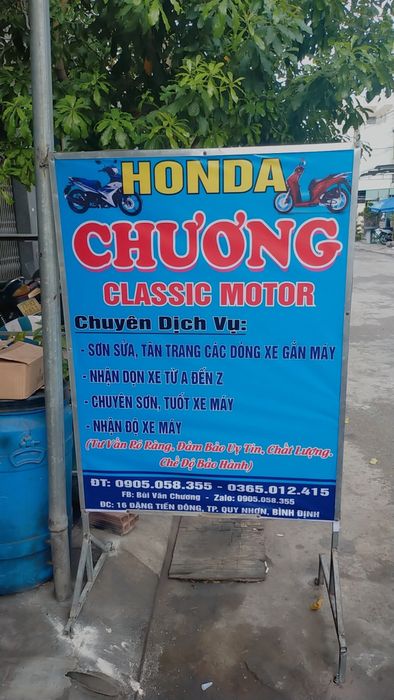 HONDA
CHƯƠNG
CLASSIC MOTOR
Chuyên Dịch Vụ:
- SƠN SỬA, TÂN TRANG CÁC DÒNG XE GẮN MÁY
- NHẬN DỌN XE TỪ A ĐẾN Z
- CHUYÊN SƠN, TUỐT XE MÁY
- NHẬN ĐỘ XE MÁY
(Tư Vấn Rõ Ràng, Đảm Bảo Uy Tín, Chất Lượng,
Chế Độ Bảo Hành)
ĐT: 0905.058.355 - 0365.012.415
FB: Bùi Văn Chương - Zalo: 0905.058.355
ĐC: 16 ĐẶNG TIẾN ĐÔNG, TP. QUY NHƠN, BÌNH ĐỊNH